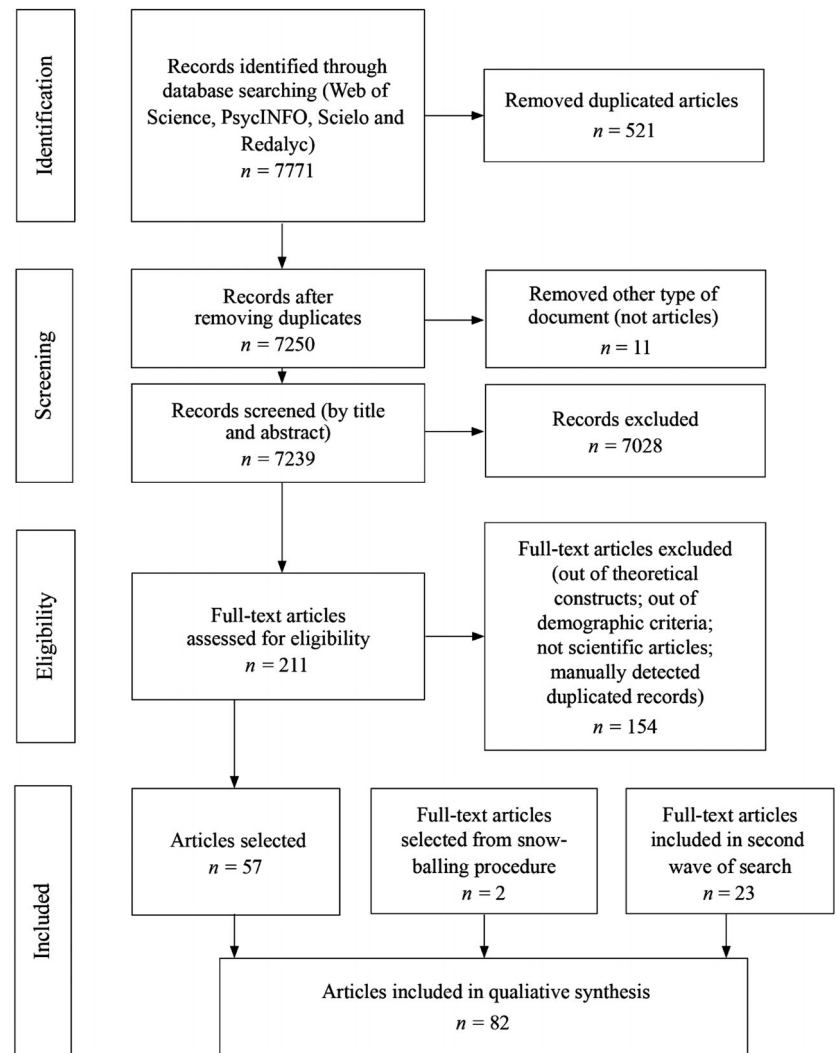 Identification
Records identified through
database searching (Web of
Science, PsycINFO, Scielo and
Redalyc)
n = 7771
Removed duplicated articles
n = 521
Screening
Records after
removing duplicates
n = 7250
Removed other type of
document (not articles)
n = 11
Records screened (by title
and abstract)
n = 7239
Records excluded
n = 7028
Eligibility
Full-text articles
assessed for eligibility
n = 211
Full-text articles excluded
(out of theoretical
constructs; out of
demographic criteria;
not scientific articles;
manually detected
duplicated records)
n = 154
Included
Articles selected
n = 57
Full-text articles
selected from snow-
balling procedure
n = 2
Full-text articles
included in second
wave of search
n = 23
Articles included in qualiative synthesis
n = 82